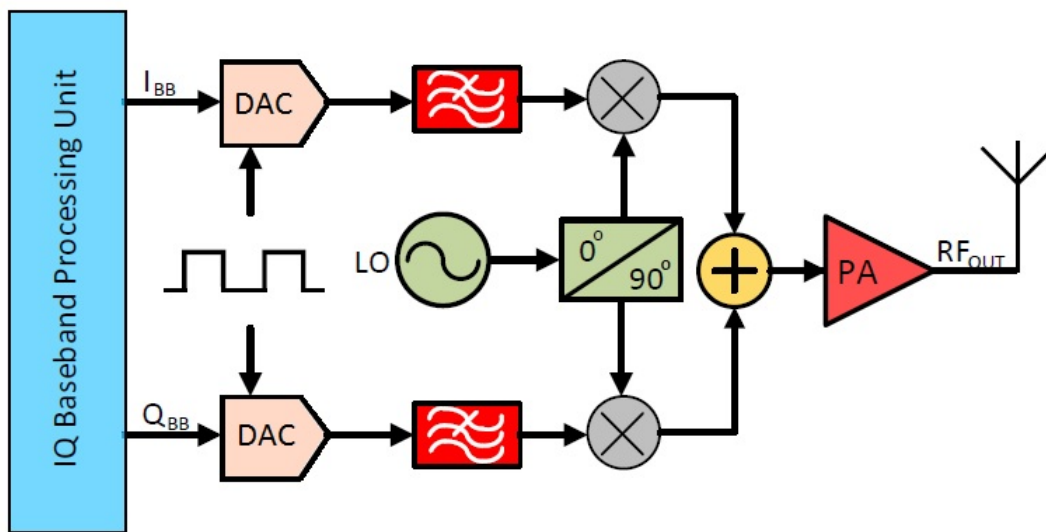 IQ Baseband Processing Unit
I_BB
DAC
LO
0°
90°
PA
RF_OUT
Q_BB
DAC